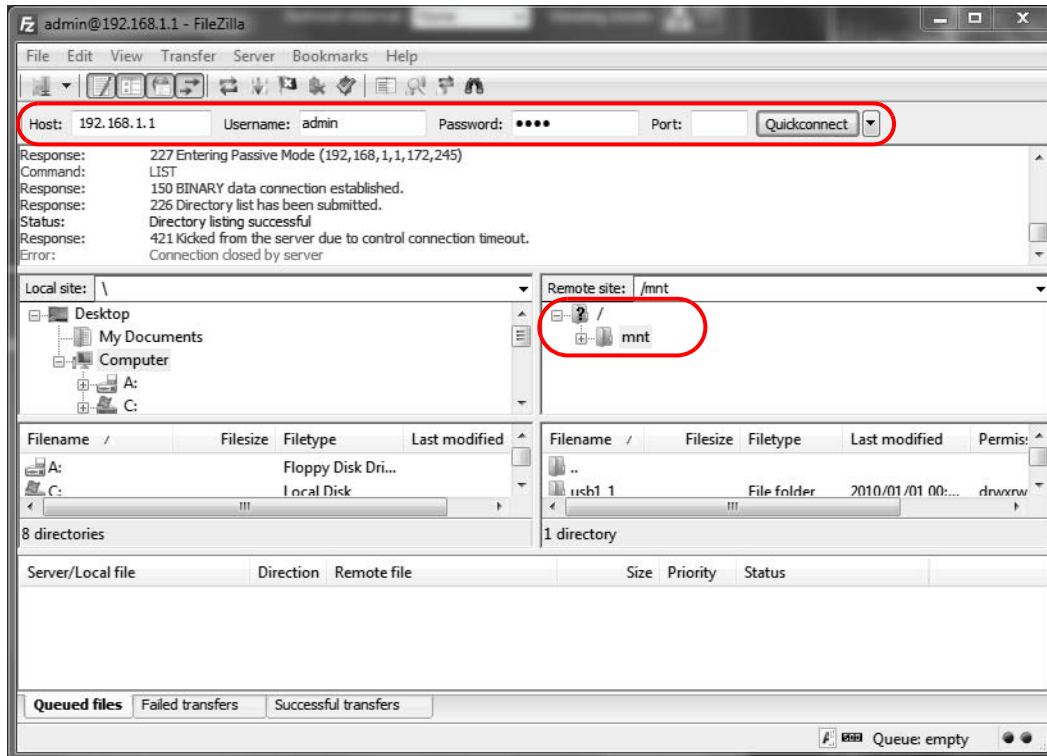 admin@192.168.1.1 - FileZilla
File Edit View Transfer Server Bookmarks Help
Host: 192.168.1.1 Username: admin Password: •••• Port: Quickconnect
Response: 227 Entering Passive Mode (192,168,1,1,172,245)
Command: LIST
Response: 150 BINARY data connection established.
Response: 226 Directory list has been submitted.
Status: Directory listing successful
Response: 421 Kicked from the server due to control connection timeout.
Error: Connection closed by server
Local site: \
Remote site: /mnt
Desktop
My Documents
Computer
A:
C:
/
mnt
Filename / Filesize Filetype Last modified
A: Floppy Disk Dri...
C: Local Disk
8 directories
Filename / Filesize Filetype Last modified Permis:
..
usb1_1 File folder 2010/01/01 00:... drwxrw
1 directory
Server/Local file Direction Remote file Size Priority Status
Queued files Failed transfers Successful transfers
Queue: empty